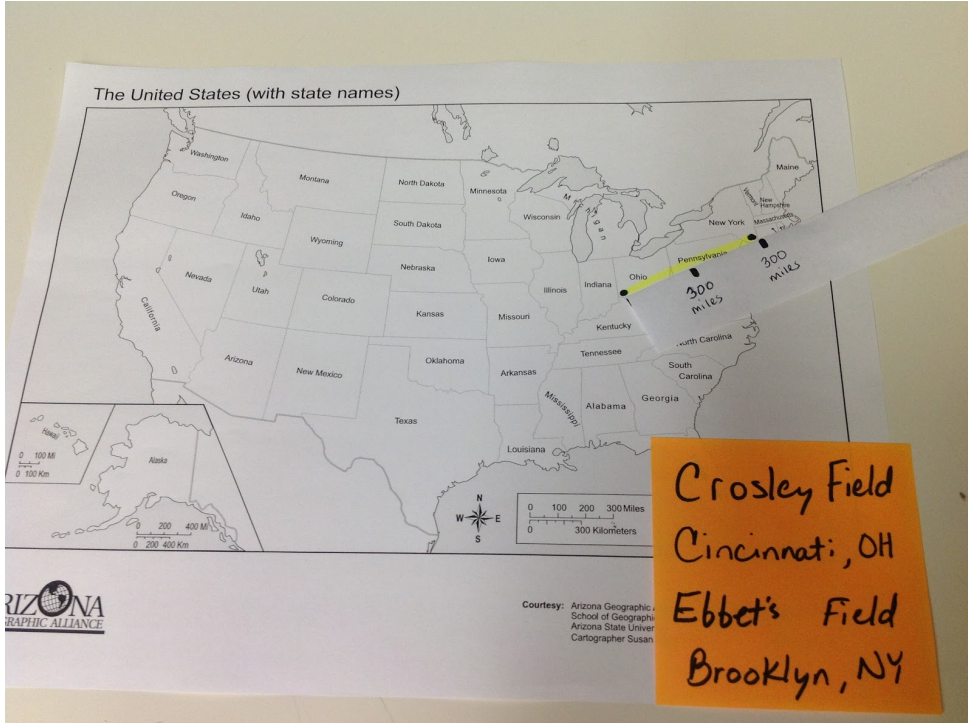 The United States (with state names)
Washington
Oregon
California
Nevada
Idaho
Montana
Wyoming
Utah
Colorado
Arizona
New Mexico
North Dakota
South Dakota
Nebraska
Kansas
Oklahoma
Texas
Minnesota
Iowa
Missouri
Arkansas
Louisiana
Wisconsin
Illinois
Michigan
Indiana
Ohio
Kentucky
Tennessee
Mississippi
Alabama
Georgia
South
Carolina
North Carolina
Pennsylvania
New York
Vermont
New
Hampshire
Massachusetts
Maine
300
miles
300
miles
Hawaii
0 100 Mi
0 100 Km
Alaska
0 200 400 Mi
0 200 400 Km
N
W E
S
0 100 200 300 Miles
0 300 Kilometers
RIZONA
GRAPHIC ALLIANCE
Courtesy: Arizona Geographic
School of Geographi
Arizona State Univer
Cartographer Susan
Crosley Field
Cincinnati, OH
Ebbet's Field
Brooklyn, NY